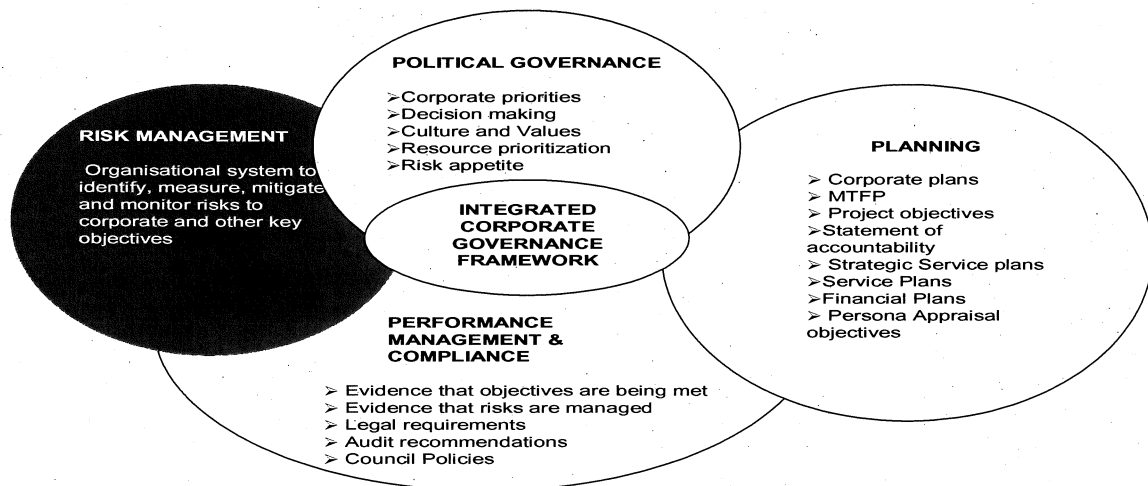 POLITICAL GOVERNANCE
➢Corporate priorities
➢Decision making
➢Culture and Values
➢Resource prioritization
➢Risk appetite
RISK MANAGEMENT
Organisational system to
identify, measure, mitigate
and monitor risks to
corporate and other key
objectives
PLANNING
➢ Corporate plans
➢ MTFP
➢ Project objectives
➢Statement of
accountability
➢ Strategic Service plans
➢Service Plans
➢Financial Plans
➢ Persona Appraisal
objectives
INTEGRATED
CORPORATE
GOVERNANCE
FRAMEWORK
PERFORMANCE
MANAGEMENT &
COMPLIANCE
➢ Evidence that objectives are being met
➢ Evidence that risks are managed
➢ Legal requirements
➢ Audit recommendations
➢ Council Policies